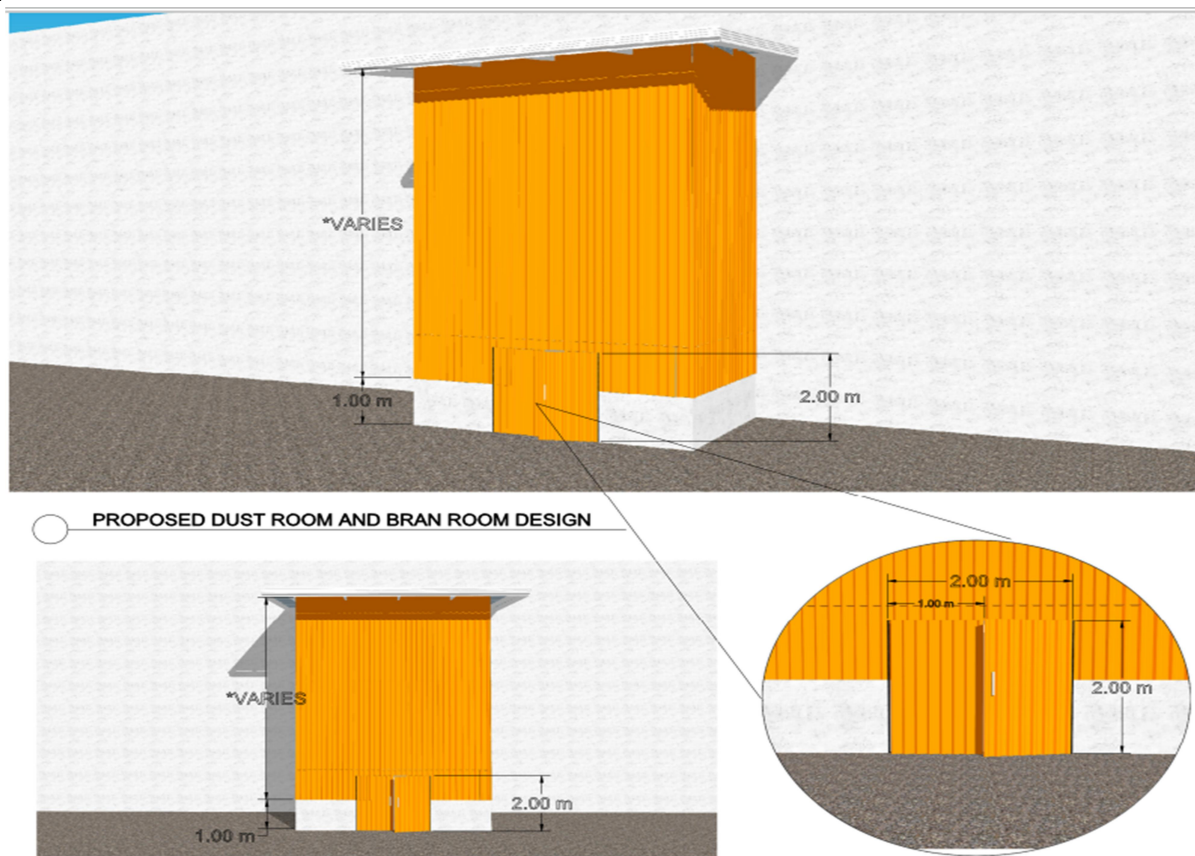 *VARIES
1.00 m
2.00 m
PROPOSED DUST ROOM AND BRAN ROOM DESIGN
*VARIES
1.00 m
2.00 m
2.00 m
1.00 m
2.00 m